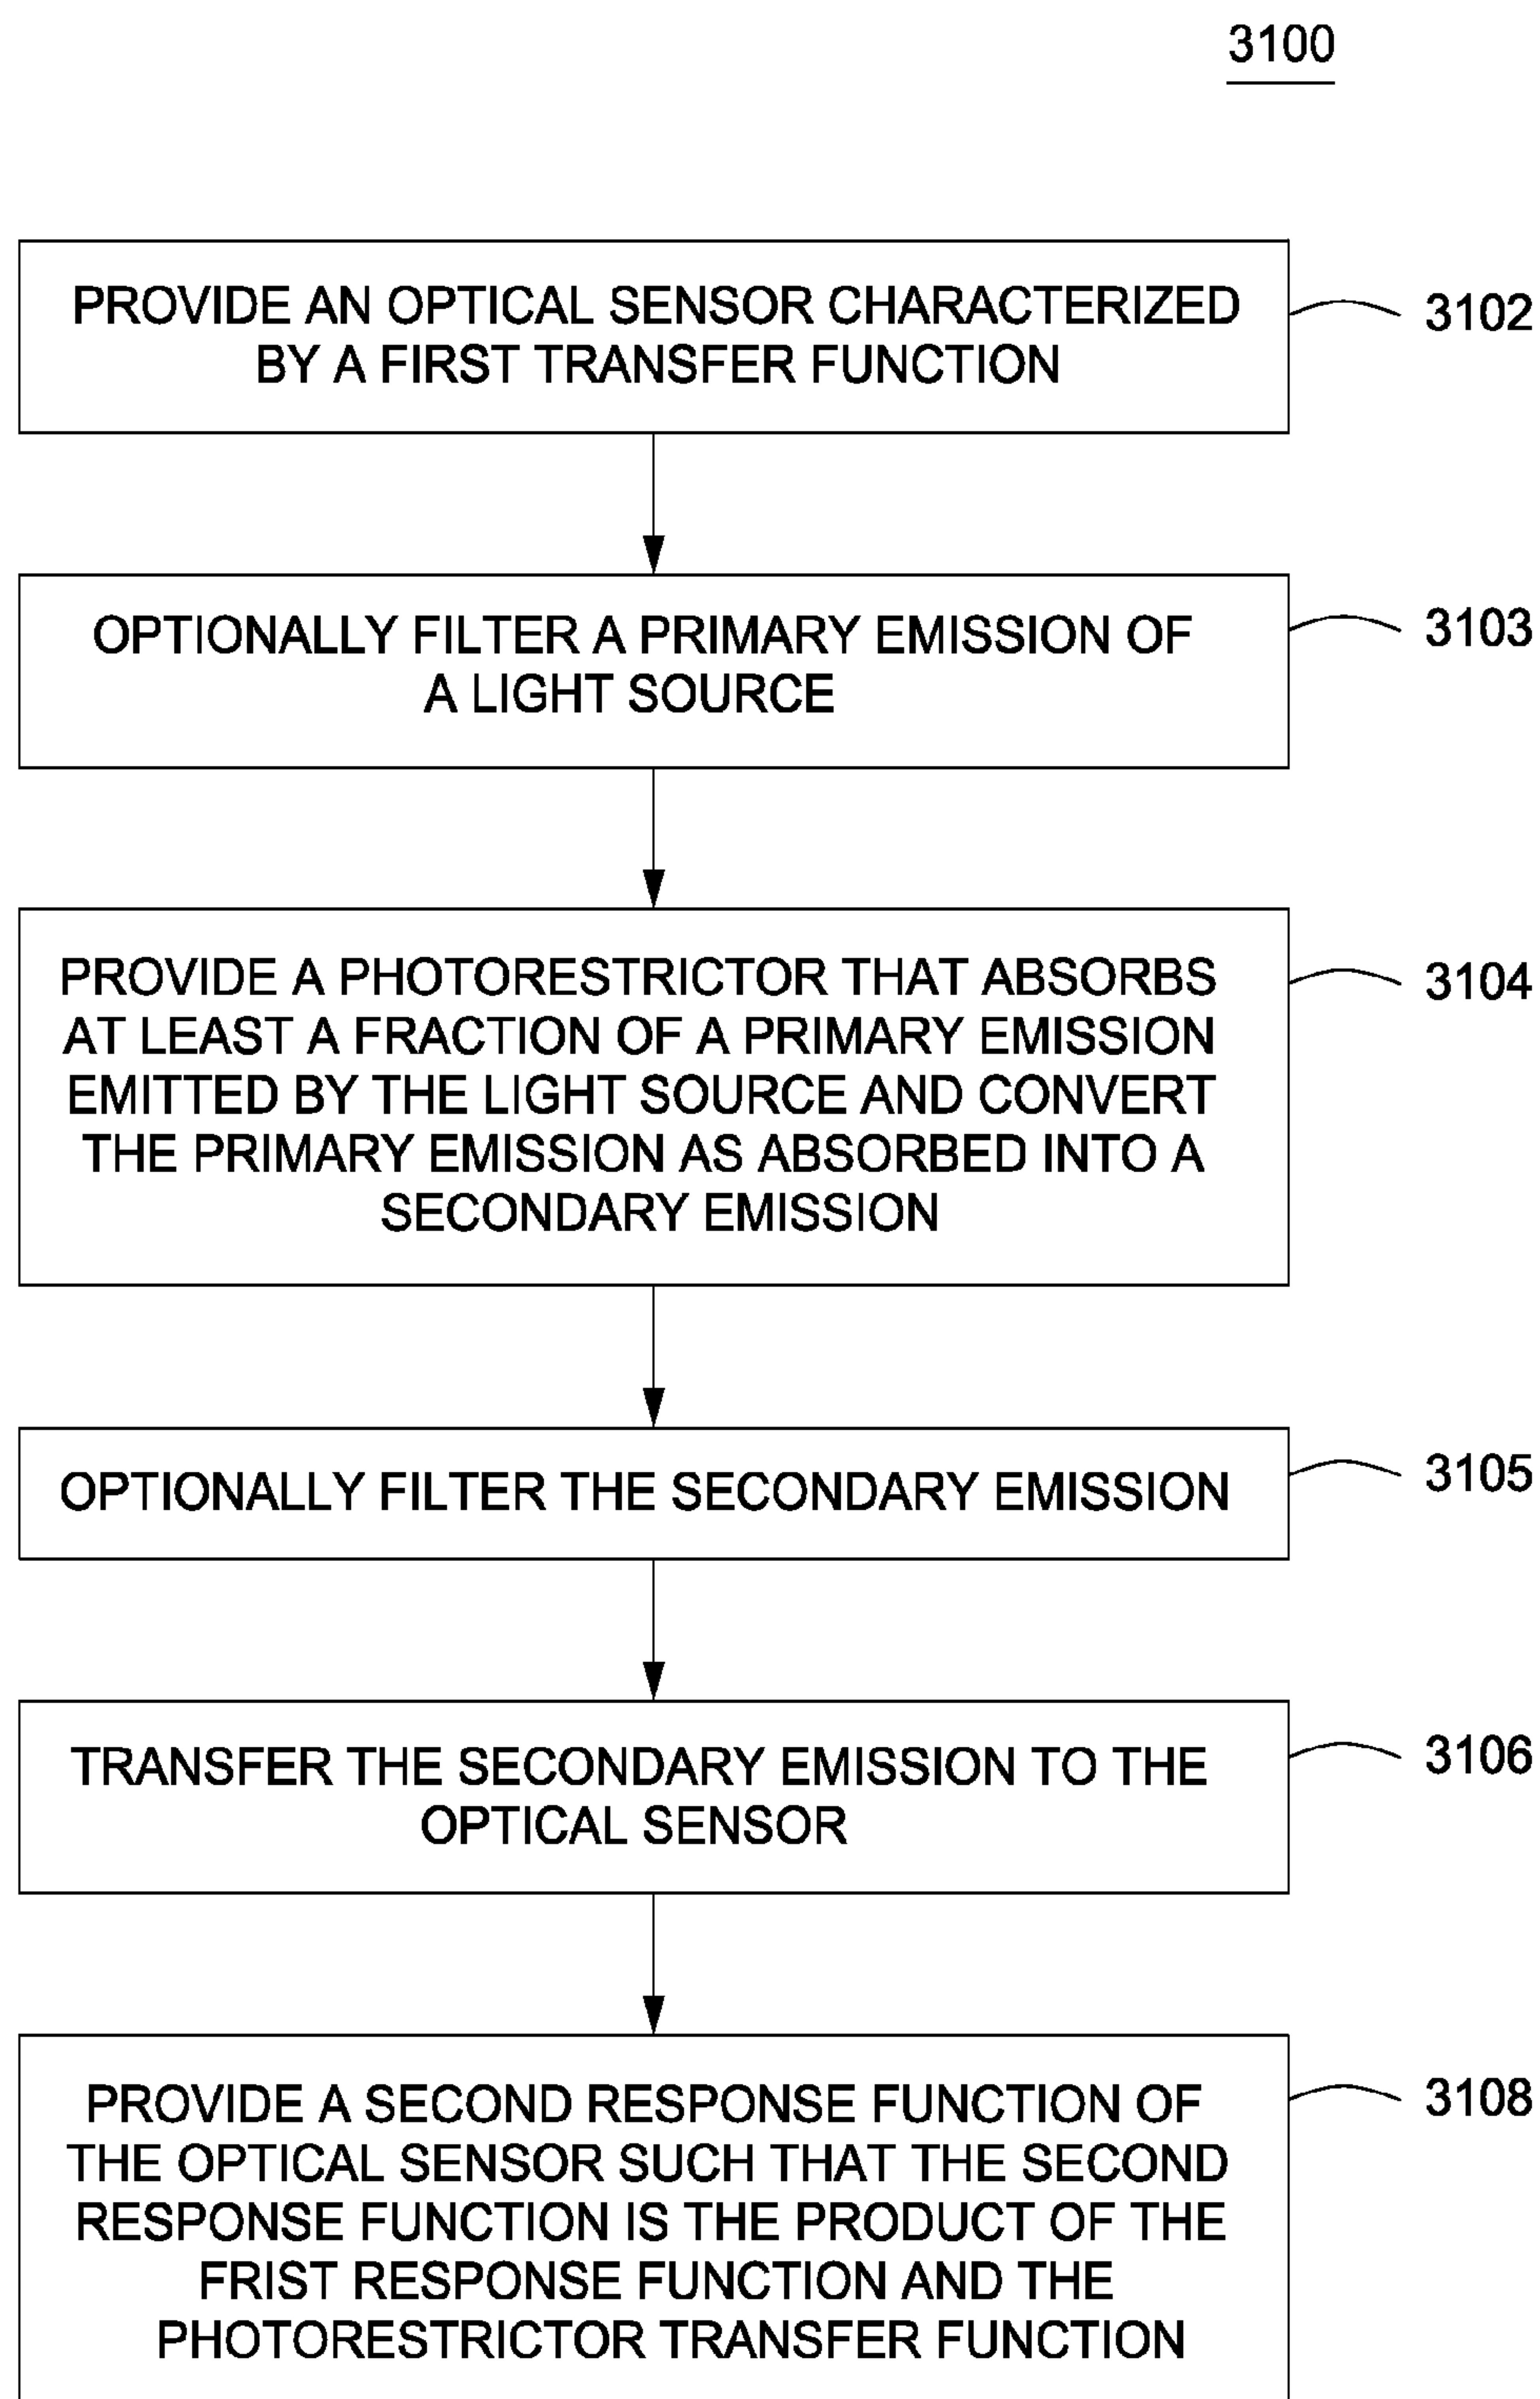 3100
PROVIDE AN OPTICAL SENSOR CHARACTERIZED
BY A FIRST TRANSFER FUNCTION
3102
OPTIONALLY FILTER A PRIMARY EMISSION OF
A LIGHT SOURCE
3103
PROVIDE A PHOTORESTRICTOR THAT ABSORBS
AT LEAST A FRACTION OF A PRIMARY EMISSION
EMITTED BY THE LIGHT SOURCE AND CONVERT
THE PRIMARY EMISSION AS ABSORBED INTO A
SECONDARY EMISSION
3104
OPTIONALLY FILTER THE SECONDARY EMISSION
3105
TRANSFER THE SECONDARY EMISSION TO THE
OPTICAL SENSOR
3106
PROVIDE A SECOND RESPONSE FUNCTION OF
THE OPTICAL SENSOR SUCH THAT THE SECOND
RESPONSE FUNCTION IS THE PRODUCT OF THE
FRIST RESPONSE FUNCTION AND THE
PHOTORESTRICTOR TRANSFER FUNCTION
3108